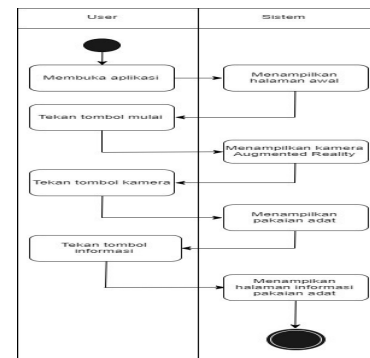 User
Sistem
Membuka aplikasi
Menampilkan
halaman awal
Tekan tombol mulai
Menampilkan kamera
Augmented Reality
Tekan tombol kamera
Menampilkan
pakaian adat
Tekan tombol
informasi
Menampikan
halaman informasi
pakaian adat